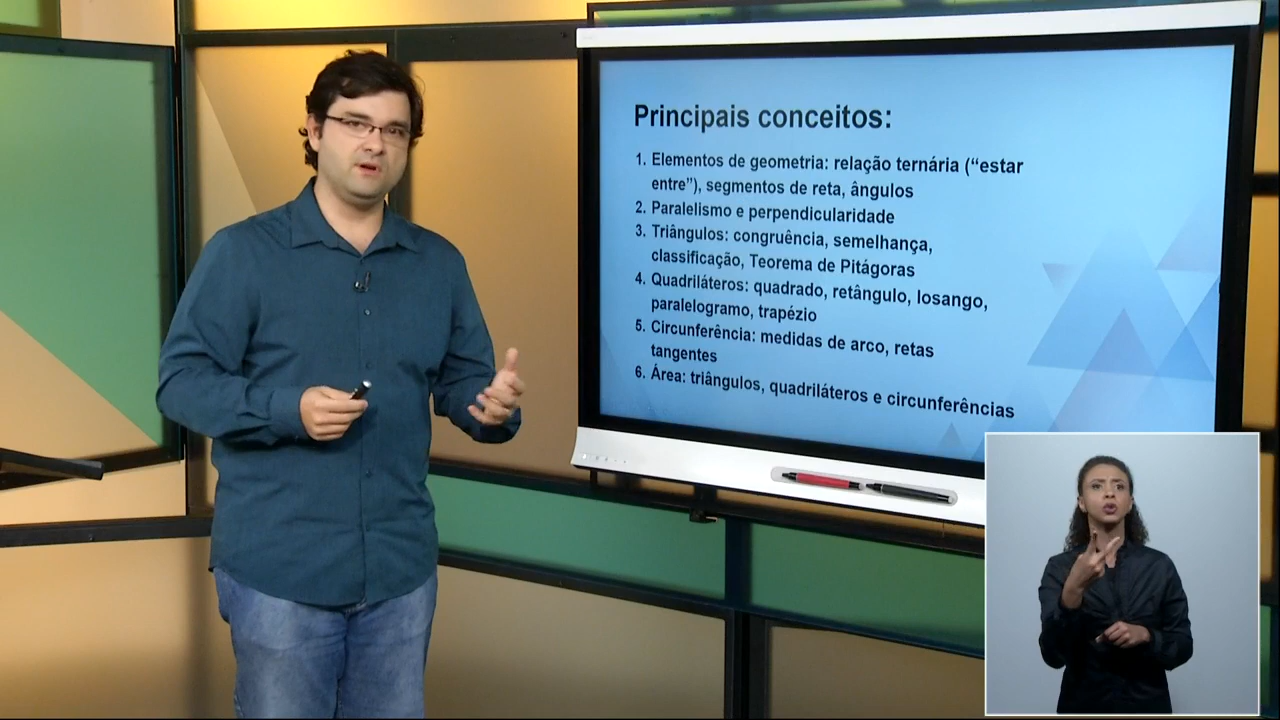 Principais conceitos:
1. Elementos de geometria: relação ternária (“estar
entre”), segmentos de reta, ângulos
2. Paralelismo e perpendicularidade
3. Triângulos: congruência, semelhança,
classificação, Teorema de Pitágoras
4. Quadriláteros: quadrado, retângulo, losango,
paralelogramo, trapézio
5. Circunferência: medidas de arco, retas
tangentes
6. Área: triângulos, quadriláteros e circunferências